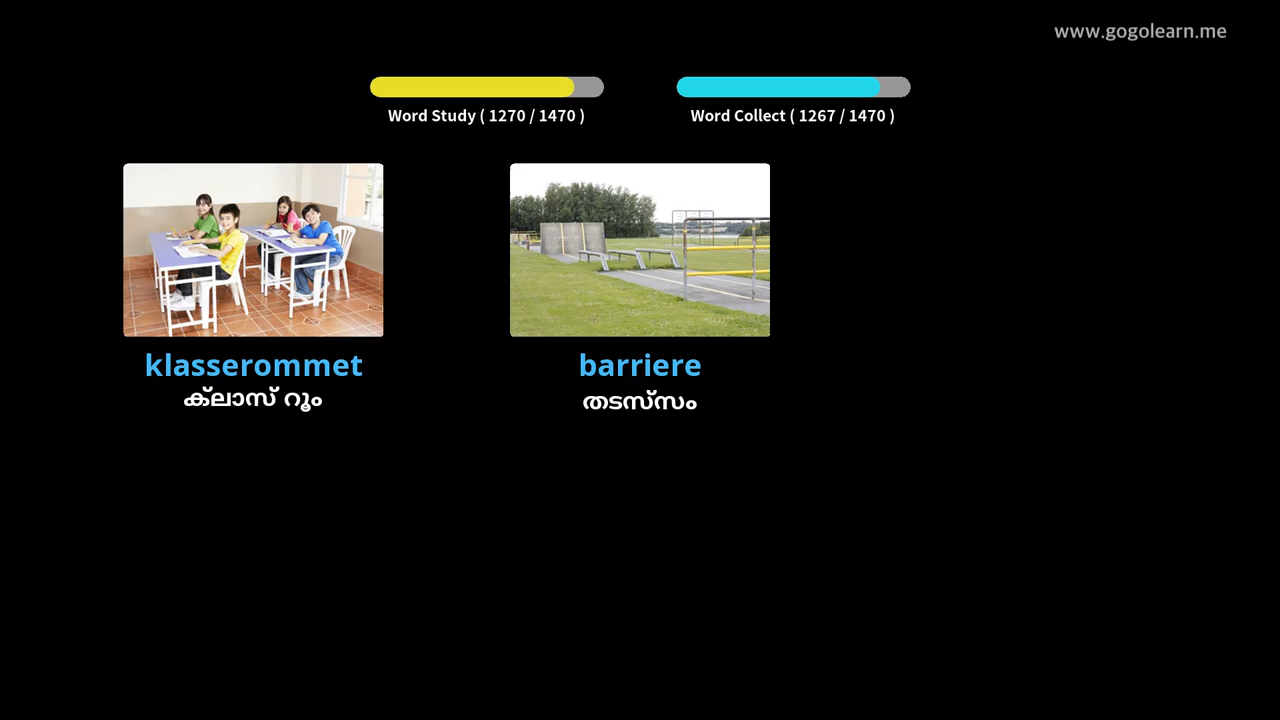 www.gogolearn.me
Word Study ( 1270 / 1470 )
Word Collect ( 1267 / 1470 )
klasserommet
ക്ലാസ് റൂം
barriere
തടസ്സം